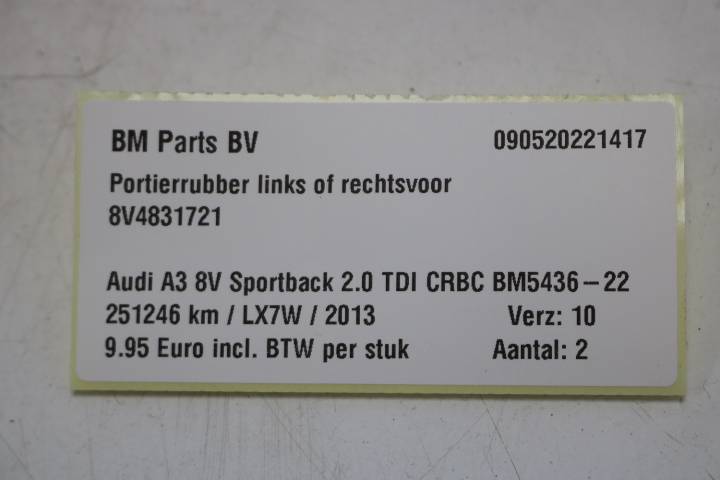 BM Parts BV 090520221417
Portierrubber links of rechtsvoor
8V4831721
Audi A3 8V Sportback 2.0 TDI CRBC BM5436-22
251246 km / LX7W / 2013 Verz: 10
9.95 Euro incl. BTW per stuk Aantal: 2